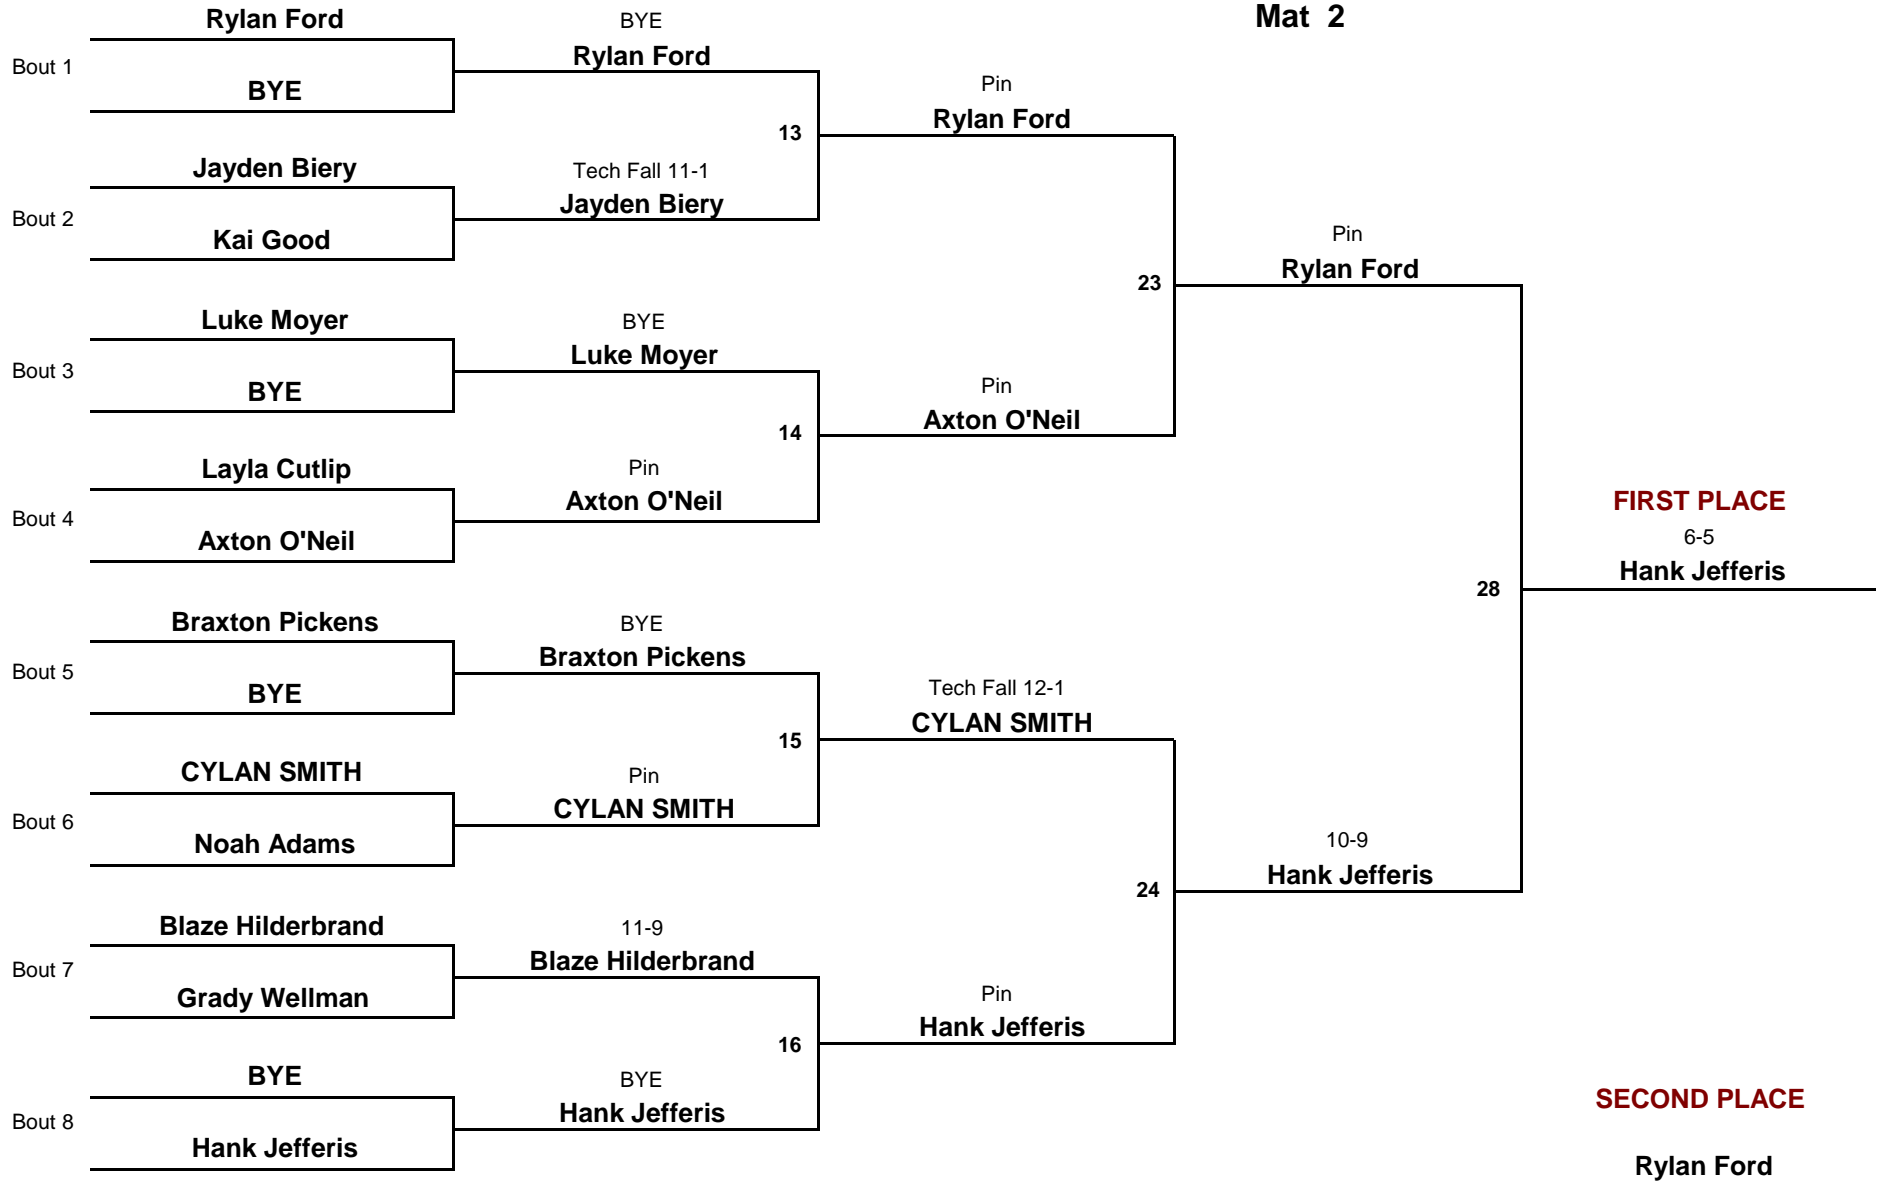 Mat 2
Rylan Ford
Bout 1
BYE
Jayden Biery
Bout 2
Kai Good
Luke Moyer
Bout 3
BYE
Layla Cutlip
Bout 4
Axton O'Neil
Braxton Pickens
Bout 5
BYE
CYLAN SMITH
Bout 6
Noah Adams
Blaze Hilderbrand
Bout 7
Grady Wellman
BYE
Bout 8
Hank Jefferis
BYE
Rylan Ford
13
Tech Fall 11-1
Jayden Biery
BYE
Luke Moyer
14
Pin
Axton O'Neil
BYE
Braxton Pickens
15
Pin
CYLAN SMITH
11-9
Blaze Hilderbrand
16
BYE
Hank Jefferis
Pin
Rylan Ford
23
Pin
Axton O'Neil
Tech Fall 12-1
CYLAN SMITH
24
Pin
Hank Jefferis
Pin
Rylan Ford
28
10-9
Hank Jefferis
FIRST PLACE
6-5
Hank Jefferis
SECOND PLACE
Rylan Ford